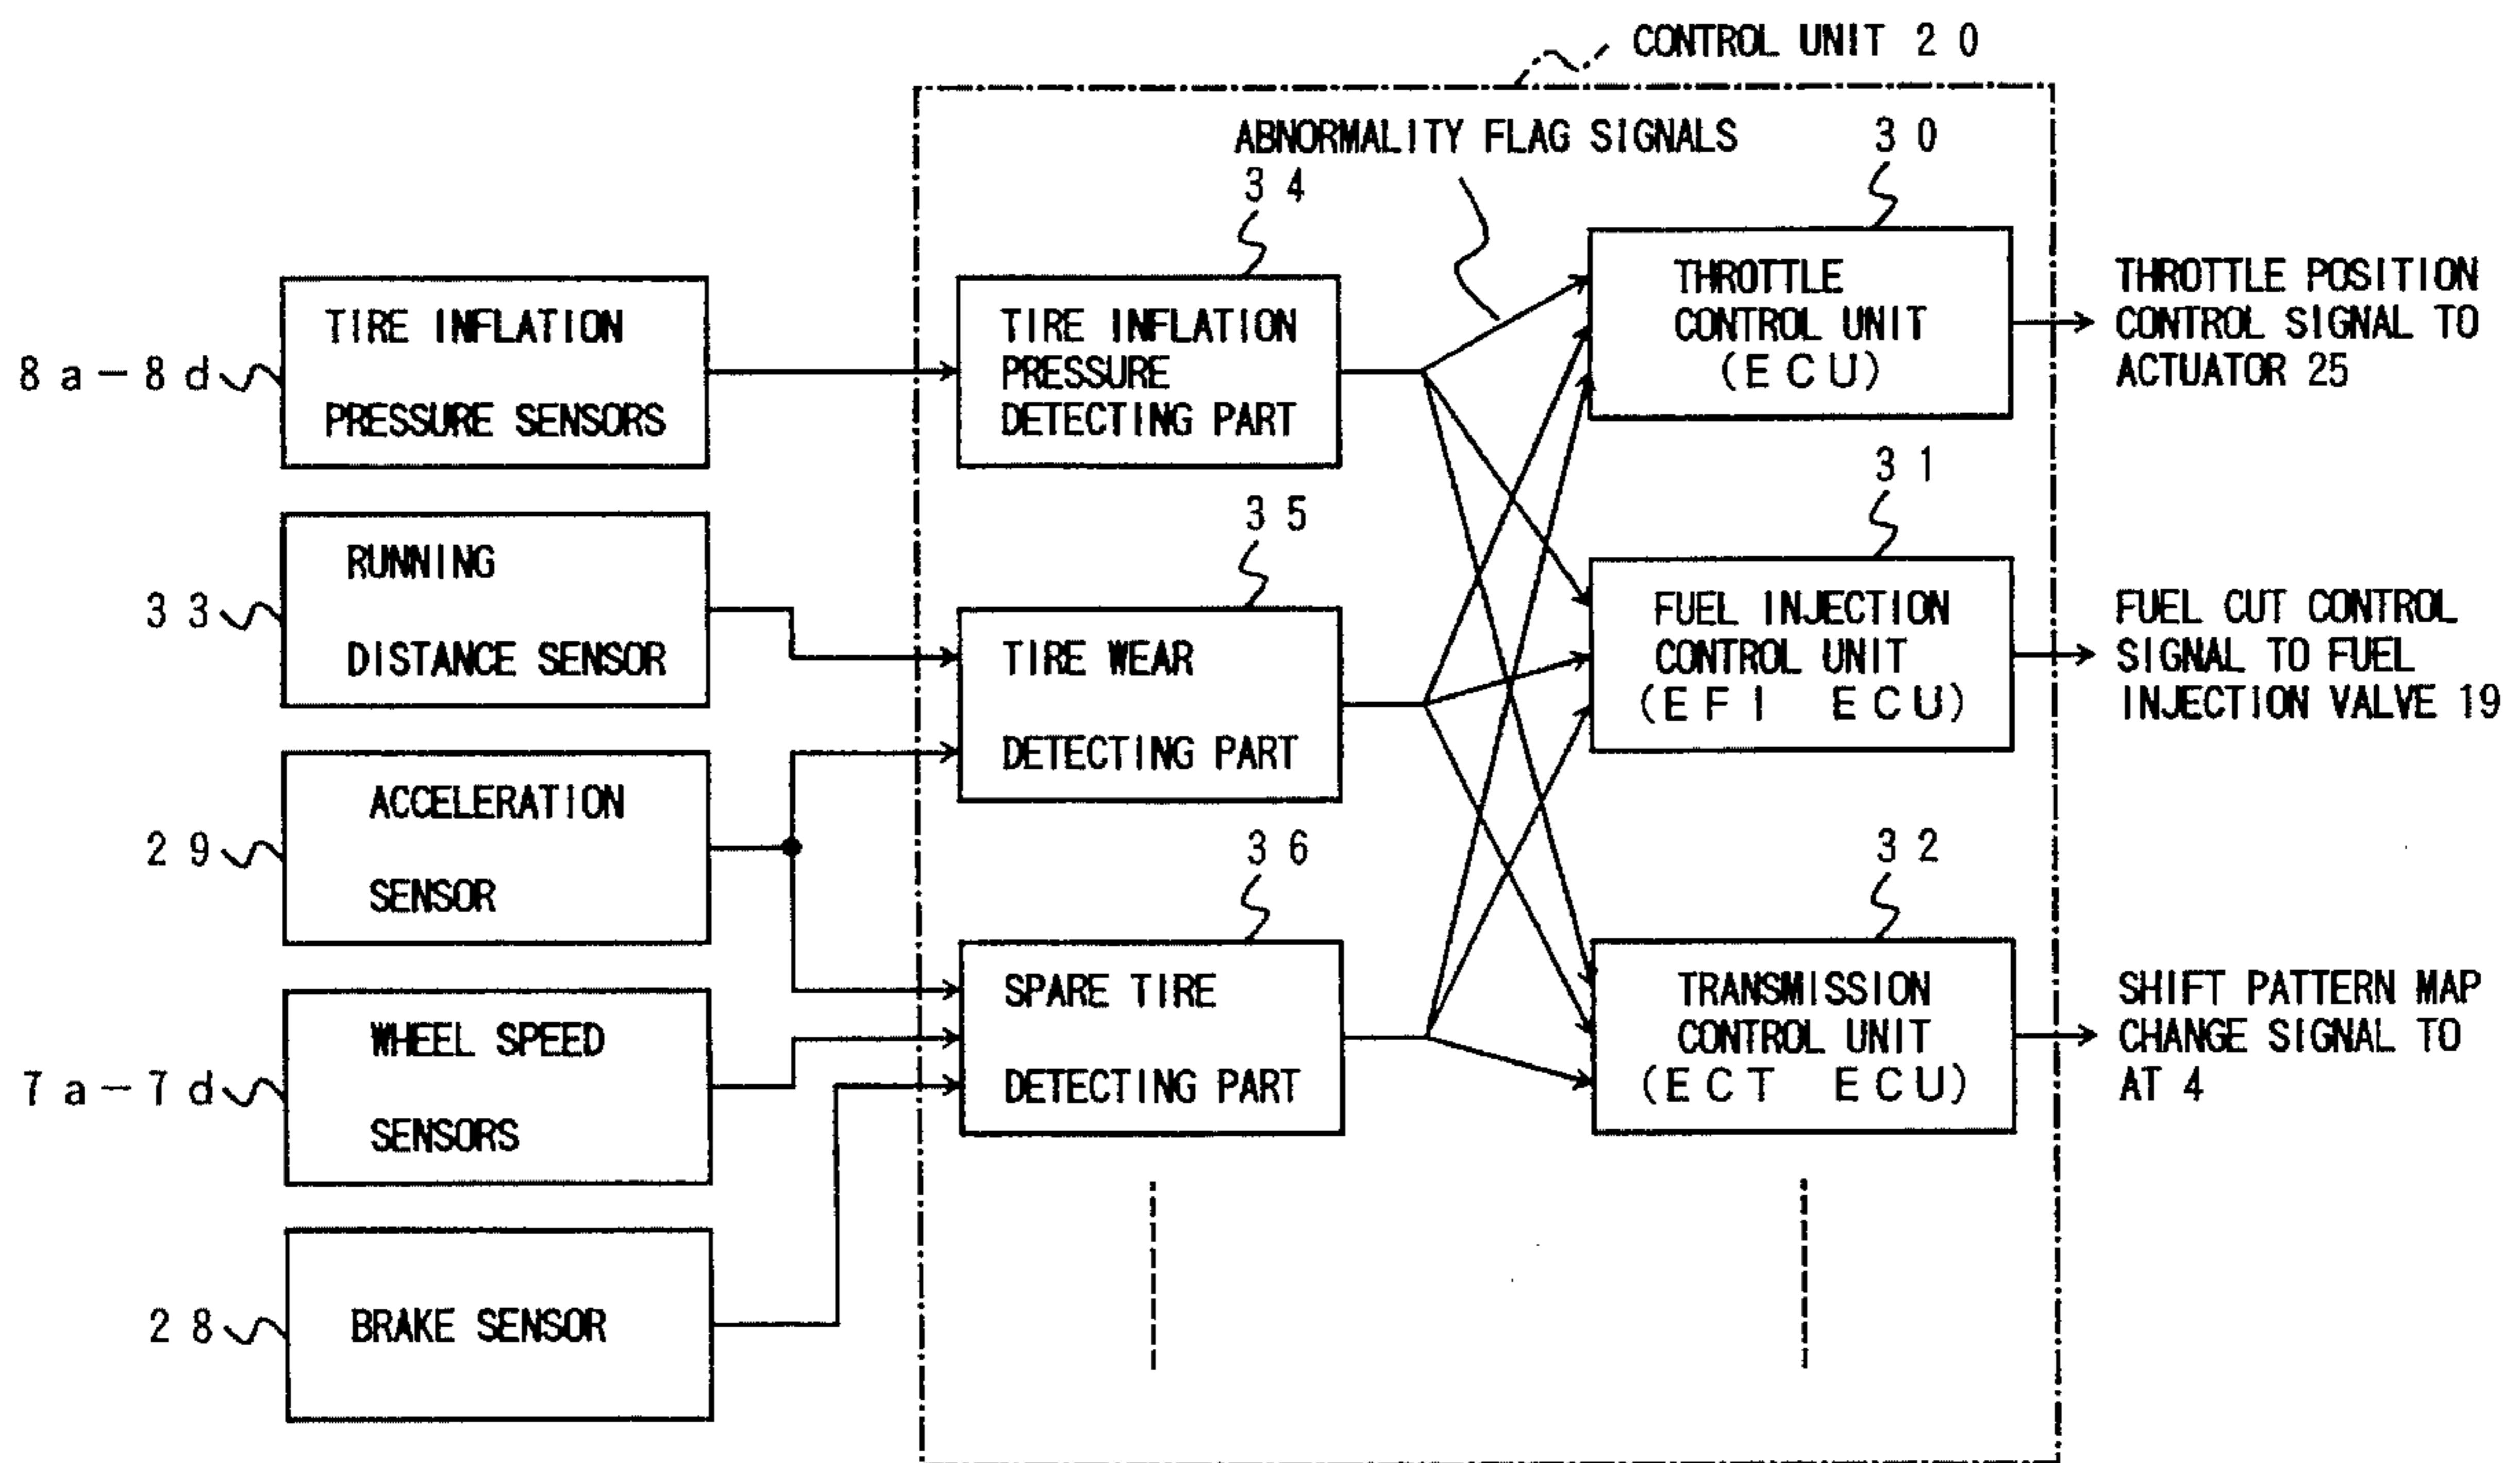 CONTROL UNIT 20
ABNORMALITY FLAG SIGNALS
30
34
TIRE INFLATION
PRESSURE SENSORS
8a-8d
TIRE INFLATION
PRESSURE
DETECTING PART
THROTTLE
CONTROL UNIT
(ECU)
THROTTLE POSITION
CONTROL SIGNAL TO
ACTUATOR 25
31
35
RUNNING
DISTANCE SENSOR
33
TIRE WEAR
DETECTING PART
FUEL INJECTION
CONTROL UNIT
(EFI ECU)
FUEL CUT CONTROL
SIGNAL TO FUEL
INJECTION VALVE 19
ACCELERATION
SENSOR
29
36
32
SPARE TIRE
DETECTING PART
TRANSMISSION
CONTROL UNIT
(ECT ECU)
SHIFT PATTERN MAP
CHANGE SIGNAL TO
AT 4
WHEEL SPEED
SENSORS
7a-7d
BRAKE SENSOR
28